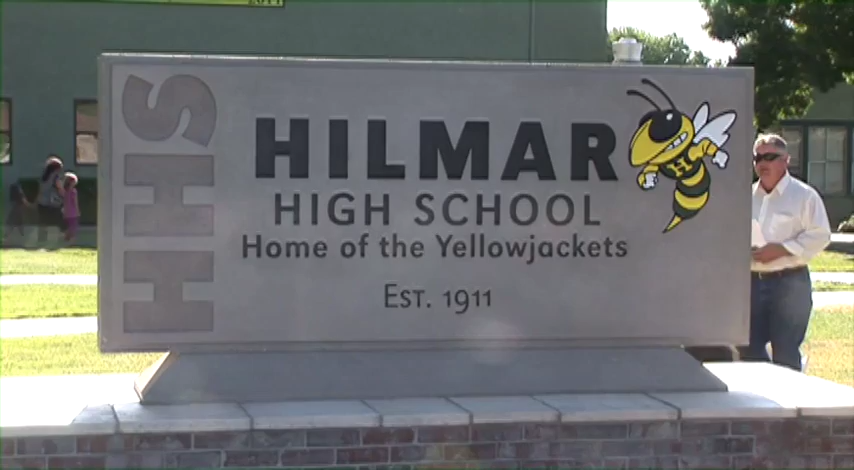 HHS
HILMAR
HIGH SCHOOL
Home of the Yellowjackets
EST. 1911
H